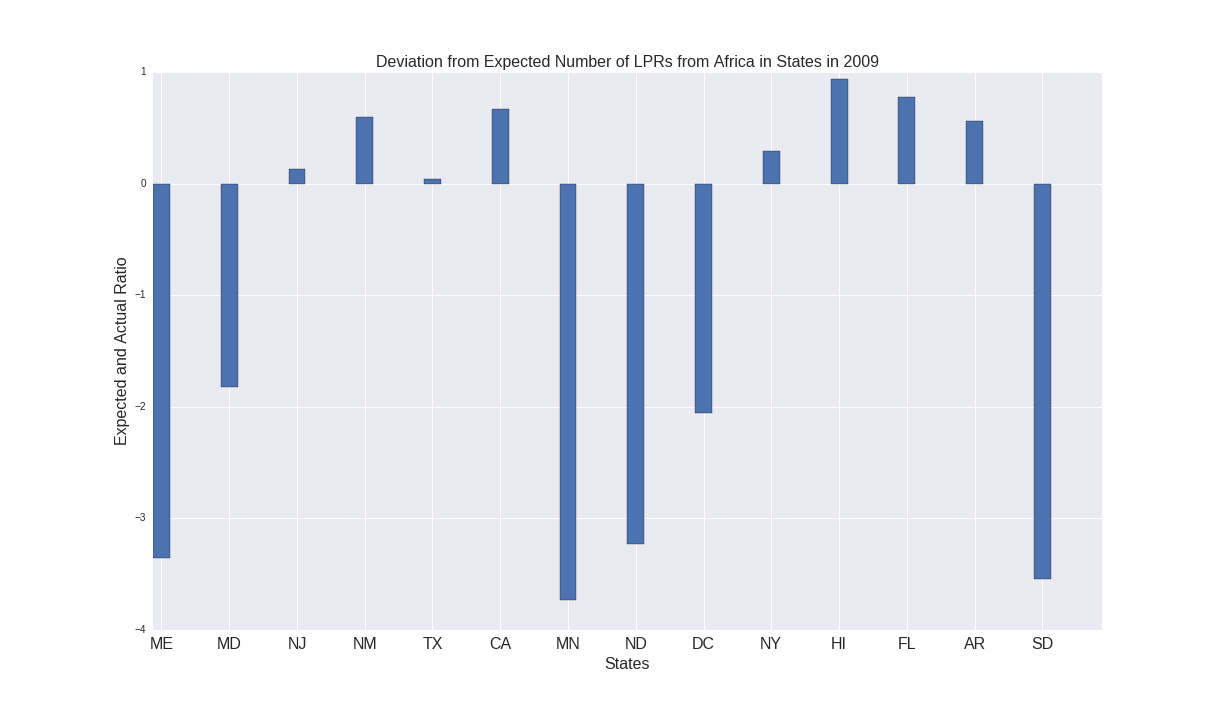 Deviation from Expected Number of LPRs from Africa in States in 2009
1
0
−1
−2
−3
−4
Expected and Actual Ratio
ME MD NJ NM TX CA MN ND DC NY HI FL AR SD
States